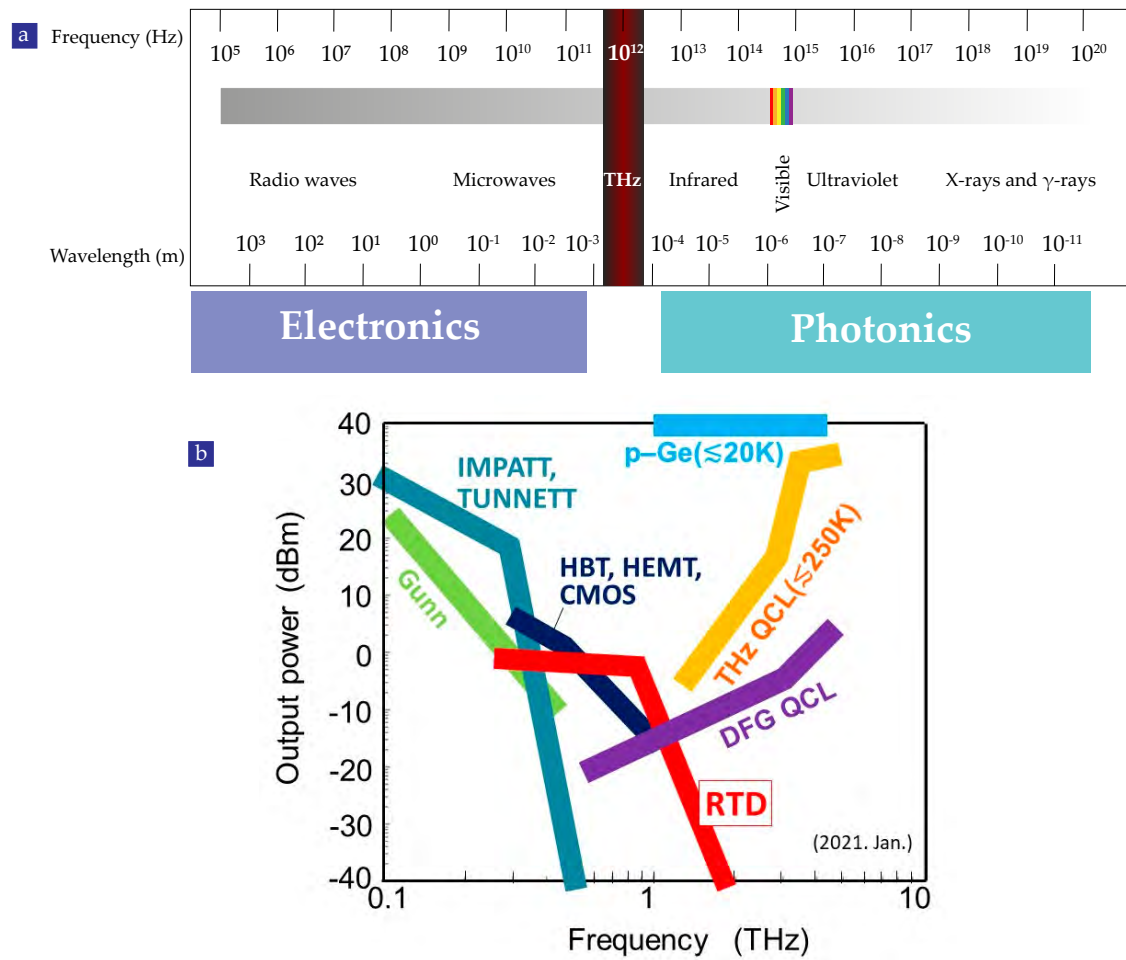 a
Frequency (Hz)
10⁵ 10⁶ 10⁷ 10⁸ 10⁹ 10¹⁰ 10¹¹ 10¹² 10¹³ 10¹⁴ 10¹⁵ 10¹⁶ 10¹⁷ 10¹⁸ 10¹⁹ 10²⁰
Radio waves Microwaves THz Infrared Visible Ultraviolet X-rays and γ-rays
Wavelength (m)
10³ 10² 10¹ 10⁰ 10⁻¹ 10⁻² 10⁻³ 10⁻⁴ 10⁻⁵ 10⁻⁶ 10⁻⁷ 10⁻⁸ 10⁻⁹ 10⁻¹⁰ 10⁻¹¹
Electronics Photonics
b
Output power (dBm)
40
30
20
10
0
-10
-20
-30
-40
p–Ge(≲20K)
IMPATT,
TUNNETT
Gunn
HBT, HEMT,
CMOS
THz QCL(≲250K)
DFG QCL
RTD
(2021. Jan.)
0.1 1 10
Frequency (THz)